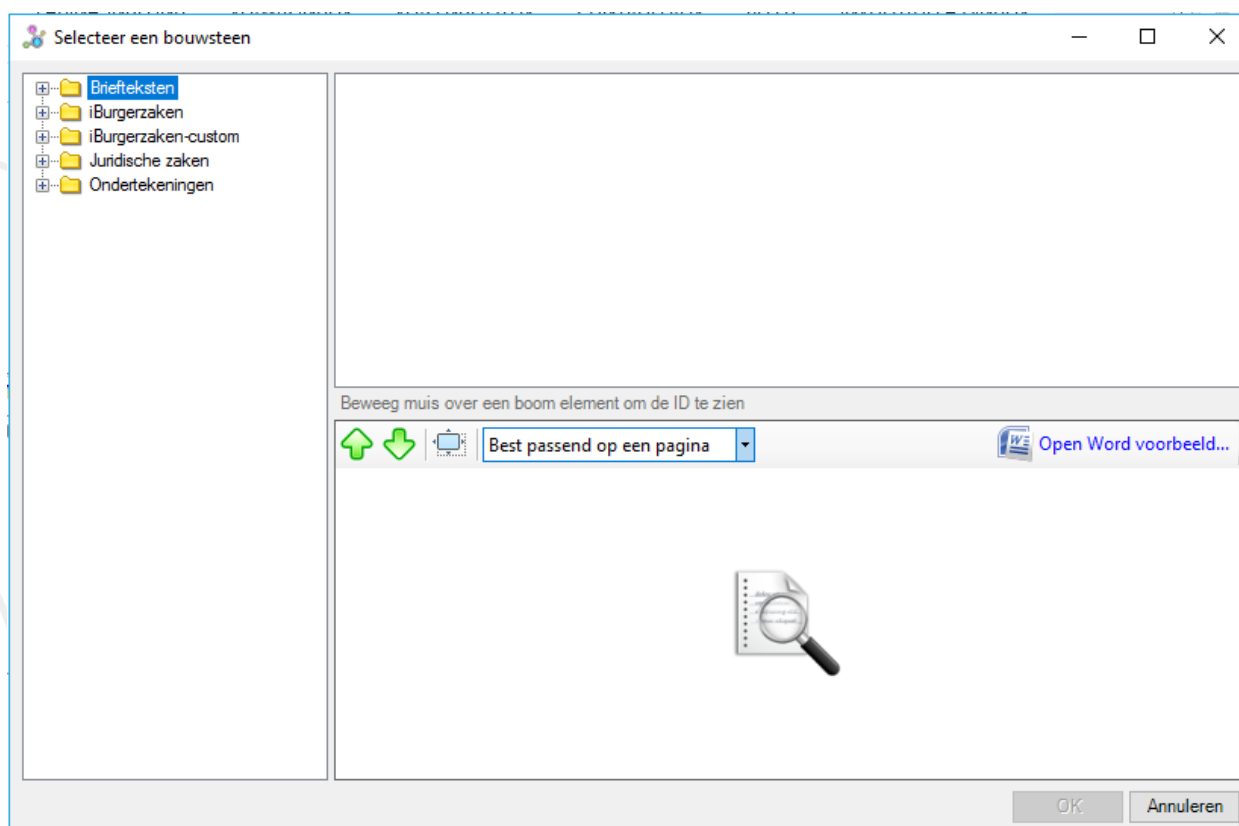 Selecteer een bouwsteen
Briefteksten
iBurgerzaken
iBurgerzaken-custom
Juridische zaken
Ondertekeningen
Beweeg muis over een boom element om de ID te zien
Best passend op een pagina
Open Word voorbeeld...
OK
Annuleren